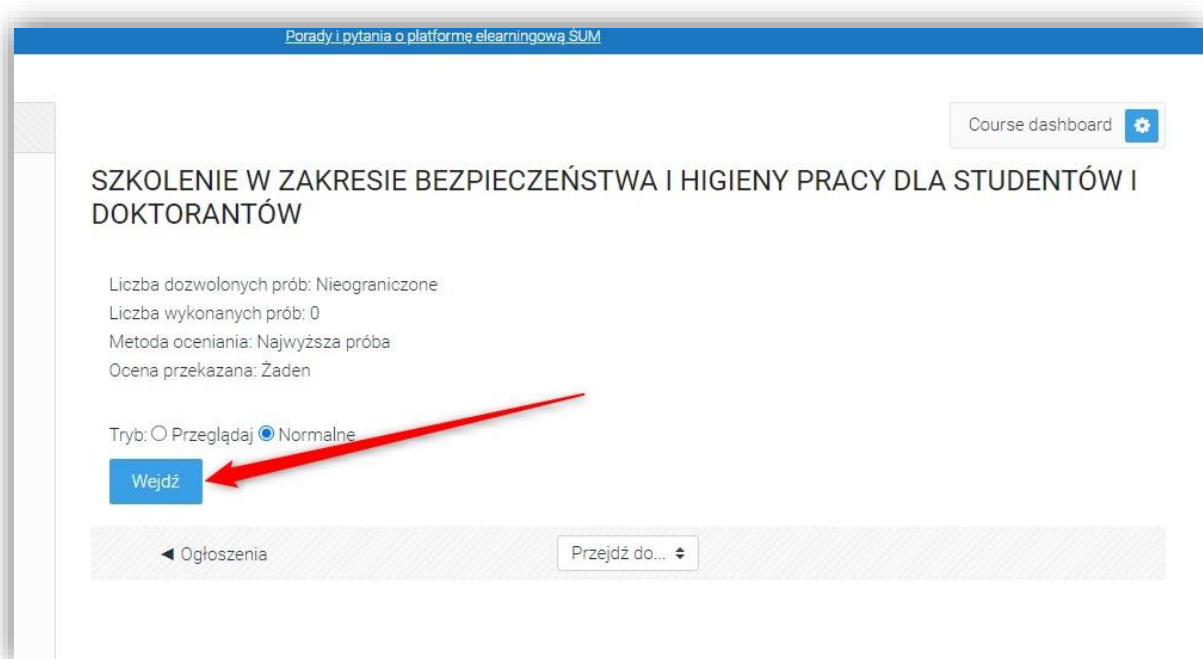 Porady i pytania o platformę elearningową ŚUM
Course dashboard
SZKOLENIE W ZAKRESIE BEZPIECZEŃSTWA I HIGIENY PRACY DLA STUDENTÓW I
DOKTORANTÓW
Liczba dozwolonych prób: Nieograniczone
Liczba wykonanych prób: 0
Metoda oceniania: Najwyższa próba
Ocena przekazana: Żaden
Tryb: Przeglądaj Normalne
Wejdź
◄ Ogłoszenia
Przejdź do...